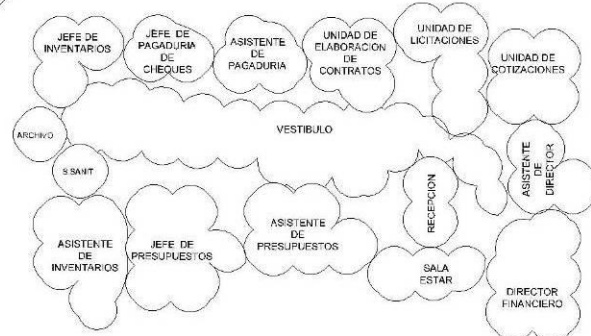 JEFE DE
INVENTARIOS
JEFE DE
PAGADURIA
DE
CHEQUES
ASISTENTE
DE
PAGADURIA
UNIDAD DE
ELABORACION
DE
CONTRATOS
UNIDAD DE
LICITACIONES
UNIDAD DE
COTIZACIONES
ARCHIVO
VESTIBULO
S.SANIT
ASISTENTE
DE
DIRECTOR
RECEPCION
ASISTENTE
DE
INVENTARIOS
JEFE DE
PRESUPUESTOS
ASISTENTE
DE
PRESUPUESTOS
SALA
ESTAR
DIRECTOR
FINANCIERO